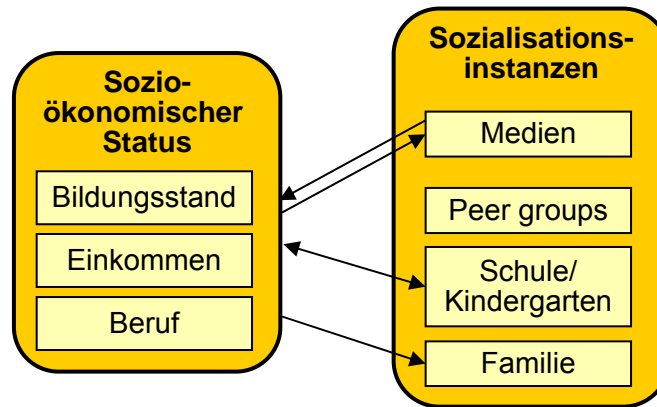 Sozio-
ökonomischer
Status
Bildungsstand
Einkommen
Beruf
Sozialisations-
instanzen
Medien
Peer groups
Schule/
Kindergarten
Familie